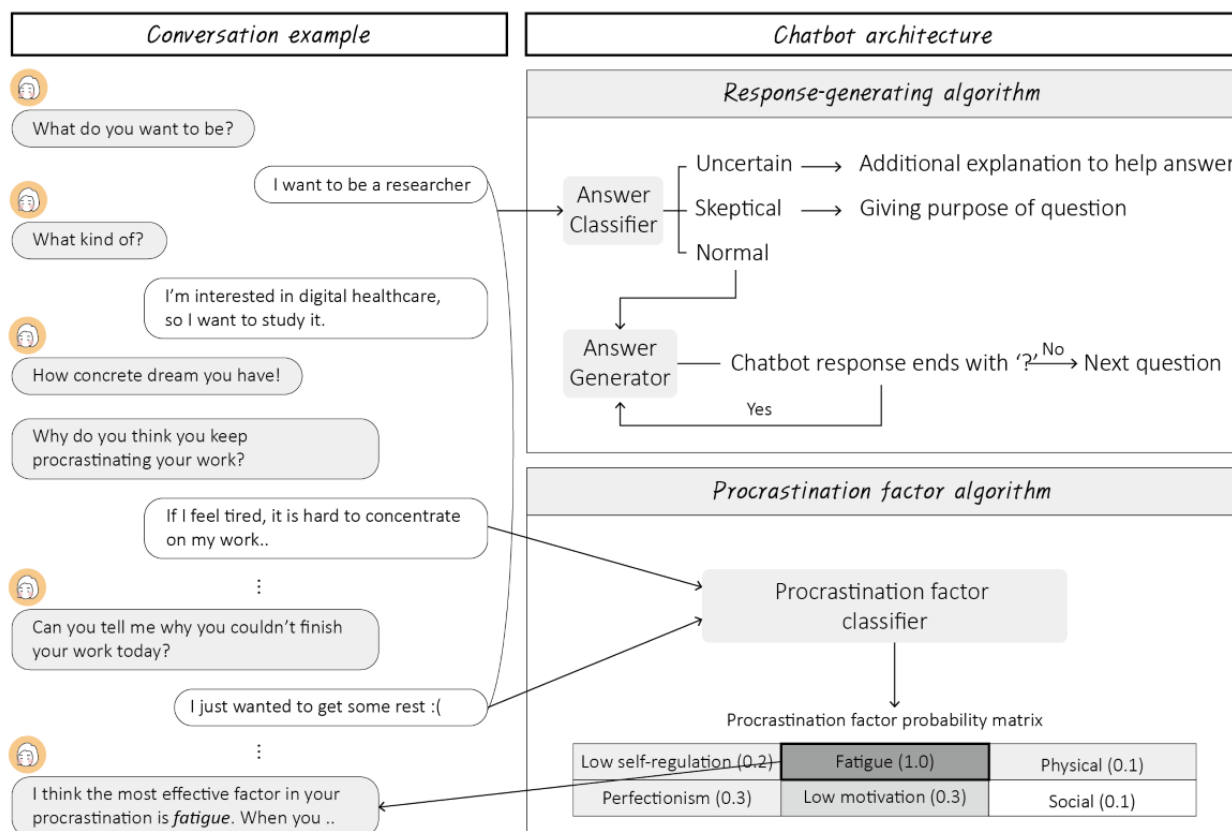 Conversation example
What do you want to be?
I want to be a researcher
What kind of?
I'm interested in digital healthcare,
so I want to study it.
How concrete dream you have!
Why do you think you keep
procrastinating your work?
If I feel tired, it is hard to concentrate
on my work..
⋮
Can you tell me why you couldn't finish
your work today?
I just wanted to get some rest :(
⋮
I think the most effective factor in your
procrastination is fatigue. When you ..
Chatbot architecture
Response-generating algorithm
Answer
Classifier
Uncertain
Additional explanation to help answer
Skeptical
Giving purpose of question
Normal
Answer
Generator
Chatbot response ends with '?'
No
Next question
Yes
Procrastination factor algorithm
Procrastination factor
classifier
Procrastination factor probability matrix
Low self-regulation (0.2)
Fatigue (1.0)
Physical (0.1)
Perfectionism (0.3)
Low motivation (0.3)
Social (0.1)